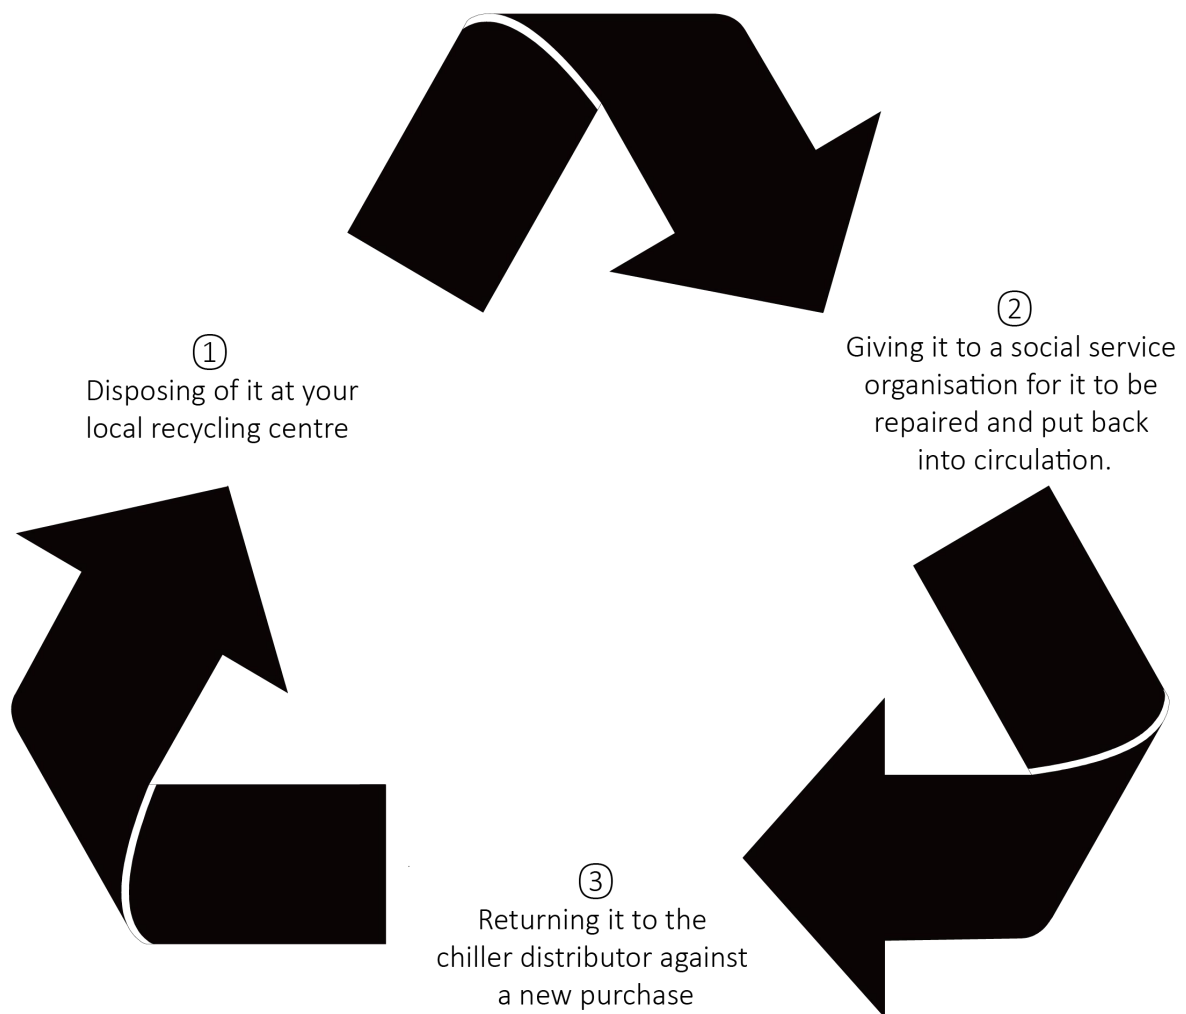 ①
Disposing of it at your
local recycling centre
②
Giving it to a social service
organisation for it to be
repaired and put back
into circulation.
③
Returning it to the
chiller distributor against
a new purchase